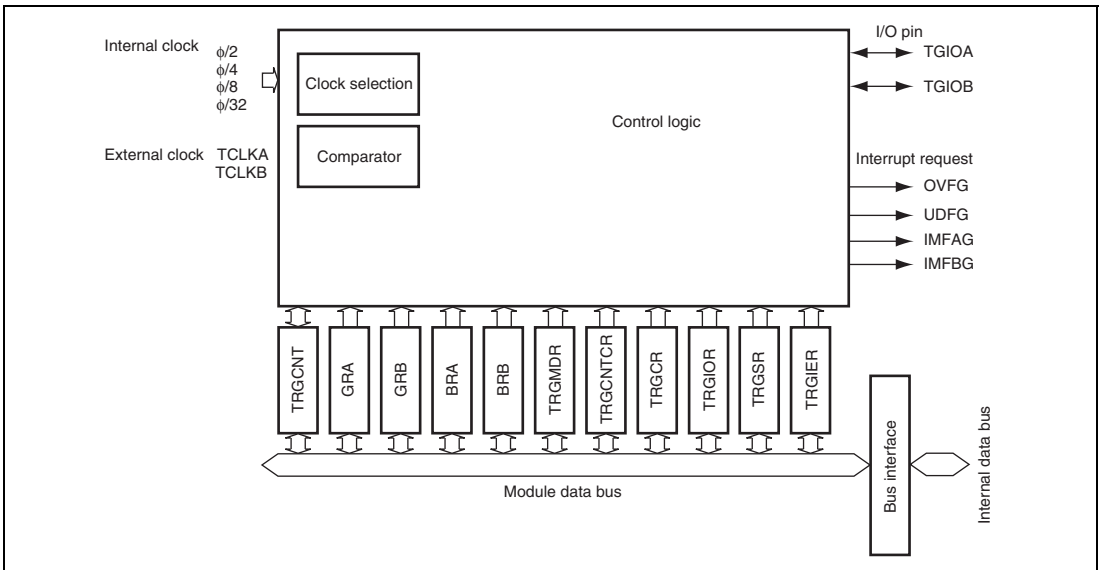 Internal clock
ϕ/2
ϕ/4
ϕ/8
ϕ/32
External clock TCLKA
TCLKB
Clock selection
Comparator
Control logic
I/O pin
TGIOA
TGIOB
Interrupt request
OVFG
UDFG
IMFAG
IMFBG
TRGCNT
GRA
GRB
BRA
BRB
TRGMDR
TRGCNTCR
TRGCR
TRGIOR
TRGSR
TRGIER
Module data bus
Bus interface
Internal data bus